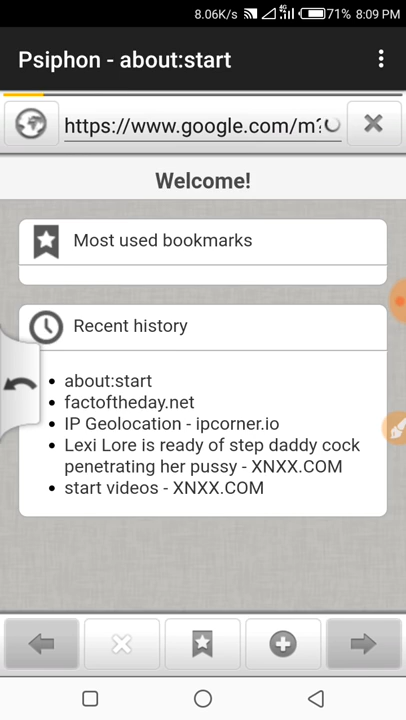 8.06K/s 4G 71% 8:09 PM
Psiphon - about:start
https://www.google.com/m?
Welcome!
Most used bookmarks
Recent history
about:start
factoftheday.net
IP Geolocation - ipcorner.io
Lexi Lore is ready of step daddy cock
penetrating her pussy - XNXX.COM
start videos - XNXX.COM